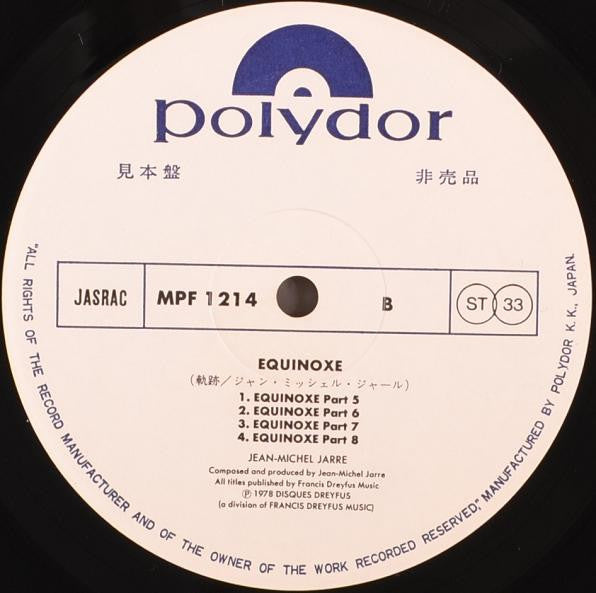 polydor
見本盤
非売品
JASRAC
MPF 1214
B
ST 33
EQUINOXE
(軌跡/ジャン・ミッシェル・ジャール)
1. EQUINOXE Part 5
2. EQUINOXE Part 6
3. EQUINOXE Part 7
4. EQUINOXE Part 8
JEAN-MICHEL JARRE
Composed and produced by Jean-Michel Jarre
All titles published by Francis Dreyfus Music
Ⓟ 1978 DISQUES DREYFUS
(a division of FRANCIS DREYFUS MUSIC)
"ALL RIGHTS OF THE RECORD MANUFACTURER AND OF THE OWNER OF THE WORK RECORDED RESERVED," MANUFACTURED BY POLYDOR K.K., JAPAN.